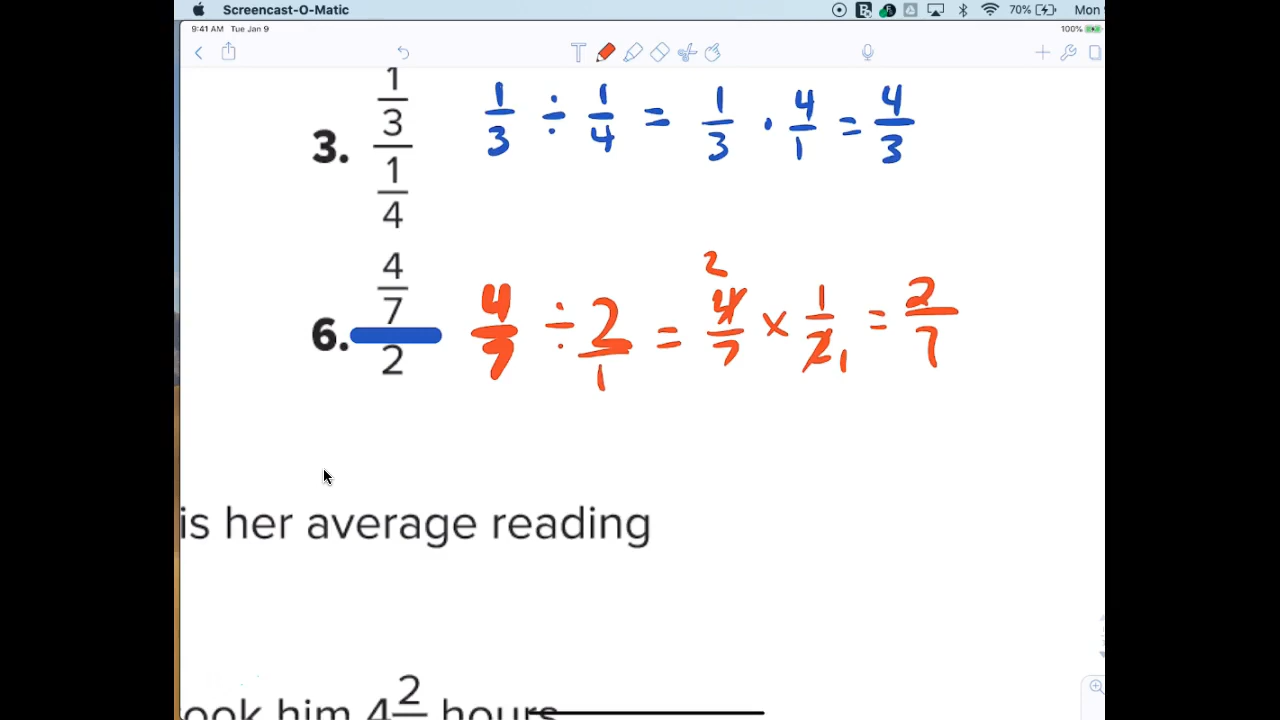 Screencast-O-Matic 70% Mon
9:41 AM Tue Jan 9 100%
T
3. 1/3 / 1/4 1/3 ÷ 1/4 = 1/3 · 4/1 = 4/3
6. 4/7 / 2 4/7 ÷ 2/1 = 2 4/7 × 1/2 1 = 2/7
is her average reading
ook him 4 2 hours